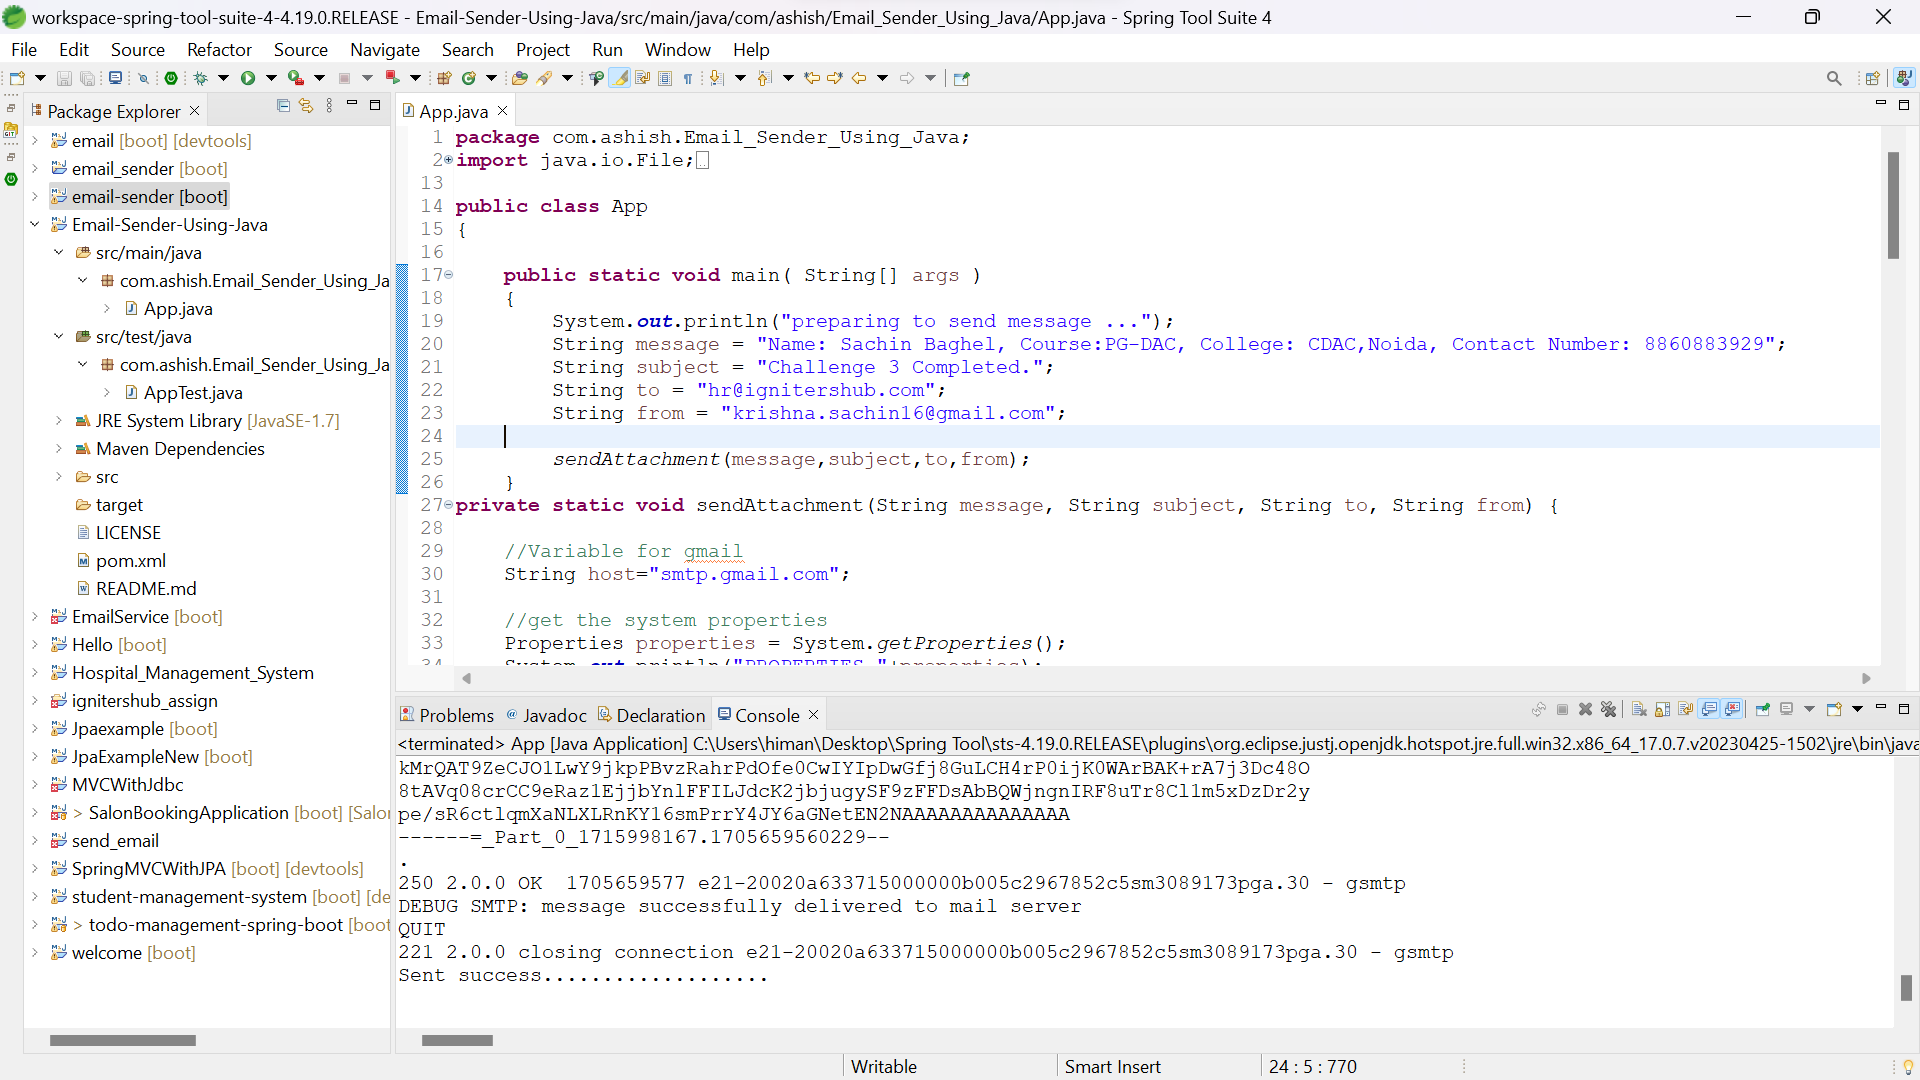 workspace-spring-tool-suite-4-4.19.0.RELEASE - Email-Sender-Using-Java/src/main/java/com/ashish/Email_Sender_Using_Java/App.java - Spring Tool Suite 4
File Edit Source Refactor Source Navigate Search Project Run Window Help
Package Explorer
email [boot] [devtools]
email_sender [boot]
email-sender [boot]
Email-Sender-Using-Java
src/main/java
com.ashish.Email_Sender_Using_Ja
App.java
src/test/java
com.ashish.Email_Sender_Using_Ja
AppTest.java
JRE System Library [JavaSE-1.7]
Maven Dependencies
src
target
LICENSE
pom.xml
README.md
EmailService [boot]
Hello [boot]
Hospital_Management_System
ignitershub_assign
Jpaexample [boot]
JpaExampleNew [boot]
MVCWithJdbc
> SalonBookingApplication [boot] [Salo
send_email
SpringMVCWithJPA [boot] [devtools]
student-management-system [boot] [de
> todo-management-spring-boot [boot
welcome [boot]
App.java
1 package com.ashish.Email_Sender_Using_Java;
2 import java.io.File;
13
14 public class App
15 {
16
17 public static void main( String[] args )
18 {
19 System.out.println("preparing to send message ...");
20 String message = "Name: Sachin Baghel, Course:PG-DAC, College: CDAC,Noida, Contact Number: 8860883929";
21 String subject = "Challenge 3 Completed.";
22 String to = "hr@ignitershub.com";
23 String from = "krishna.sachin16@gmail.com";
24
25 sendAttachment(message,subject,to,from);
26 }
27 private static void sendAttachment(String message, String subject, String to, String from) {
28
29 //Variable for gmail
30 String host="smtp.gmail.com";
31
32 //get the system properties
33 Properties properties = System.getProperties();
34 System.out.println("PROPERTIES "+properties);
Problems Javadoc Declaration Console
<terminated> App [Java Application] C:\Users\himan\Desktop\Spring Tool\sts-4.19.0.RELEASE\plugins\org.eclipse.justj.openjdk.hotspot.jre.full.win32.x86_64_17.0.7.v20230425-1502\jre\bin\java
kMrQAT9ZeCJO1LwY9jkpPBvzRahrPdOfe0CwIYIpDwGfj8GuLCH4rP0ijK0WArBAK+rA7j3Dc48O
8tAVq08crCC9eRaz1EjjbYnlFFILJdcK2jbjugySF9zFFDsAbBQWjngnIRF8uTr8Cl1m5xDzDr2y
pe/sR6ctlqmXaNLXLRnKY16smPrrY4JY6aGNetEN2NAAAAAAAAAAAAAA
------=_Part_0_1715998167.1705659560229--
.
250 2.0.0 OK  1705659577 e21-20020a633715000000b005c2967852c5sm3089173pga.30 - gsmtp
DEBUG SMTP: message successfully delivered to mail server
QUIT
221 2.0.0 closing connection e21-20020a633715000000b005c2967852c5sm3089173pga.30 - gsmtp
Sent success...................
Writable Smart Insert 24 : 5 : 770